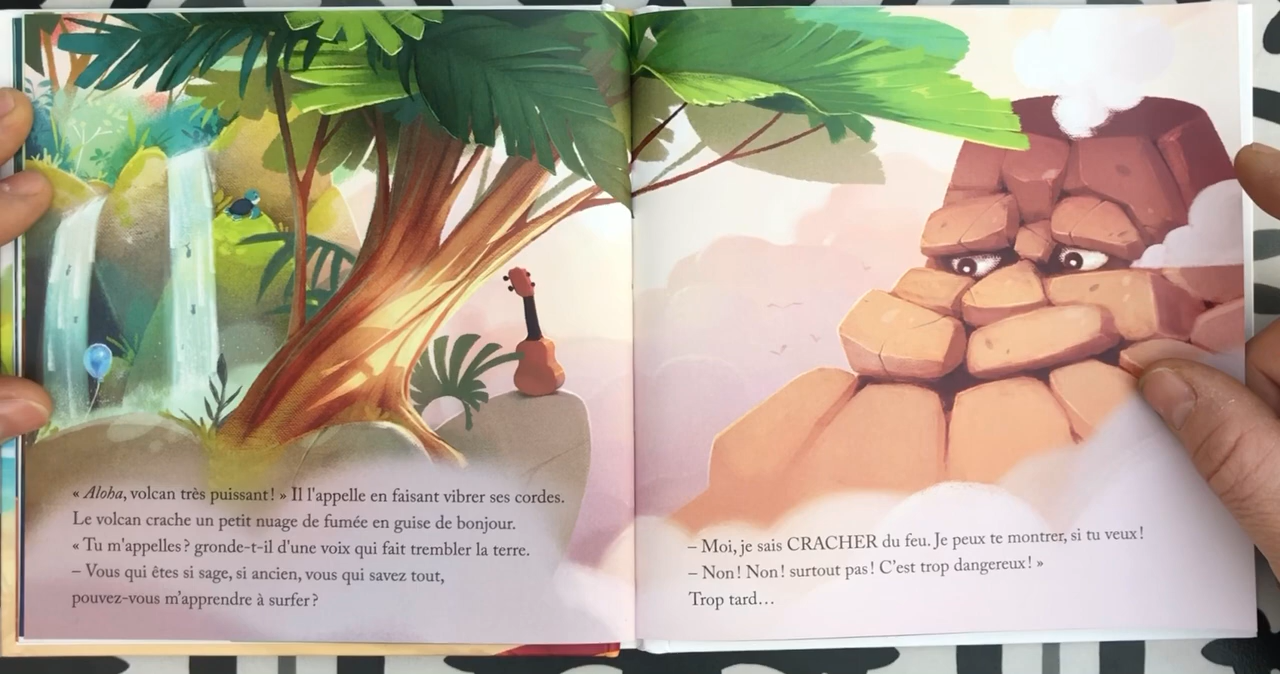 « Aloha, volcan très puissant! » Il l'appelle en faisant vibrer ses cordes.
Le volcan crache un petit nuage de fumée en guise de bonjour.
« Tu m'appelles? gronde-t-il d'une voix qui fait trembler la terre.
– Vous qui êtes si sage, si ancien, vous qui savez tout,
pouvez-vous m'apprendre à surfer?
– Moi, je sais CRACHER du feu. Je peux te montrer, si tu veux!
– Non! Non! surtout pas! C'est trop dangereux! »
Trop tard...